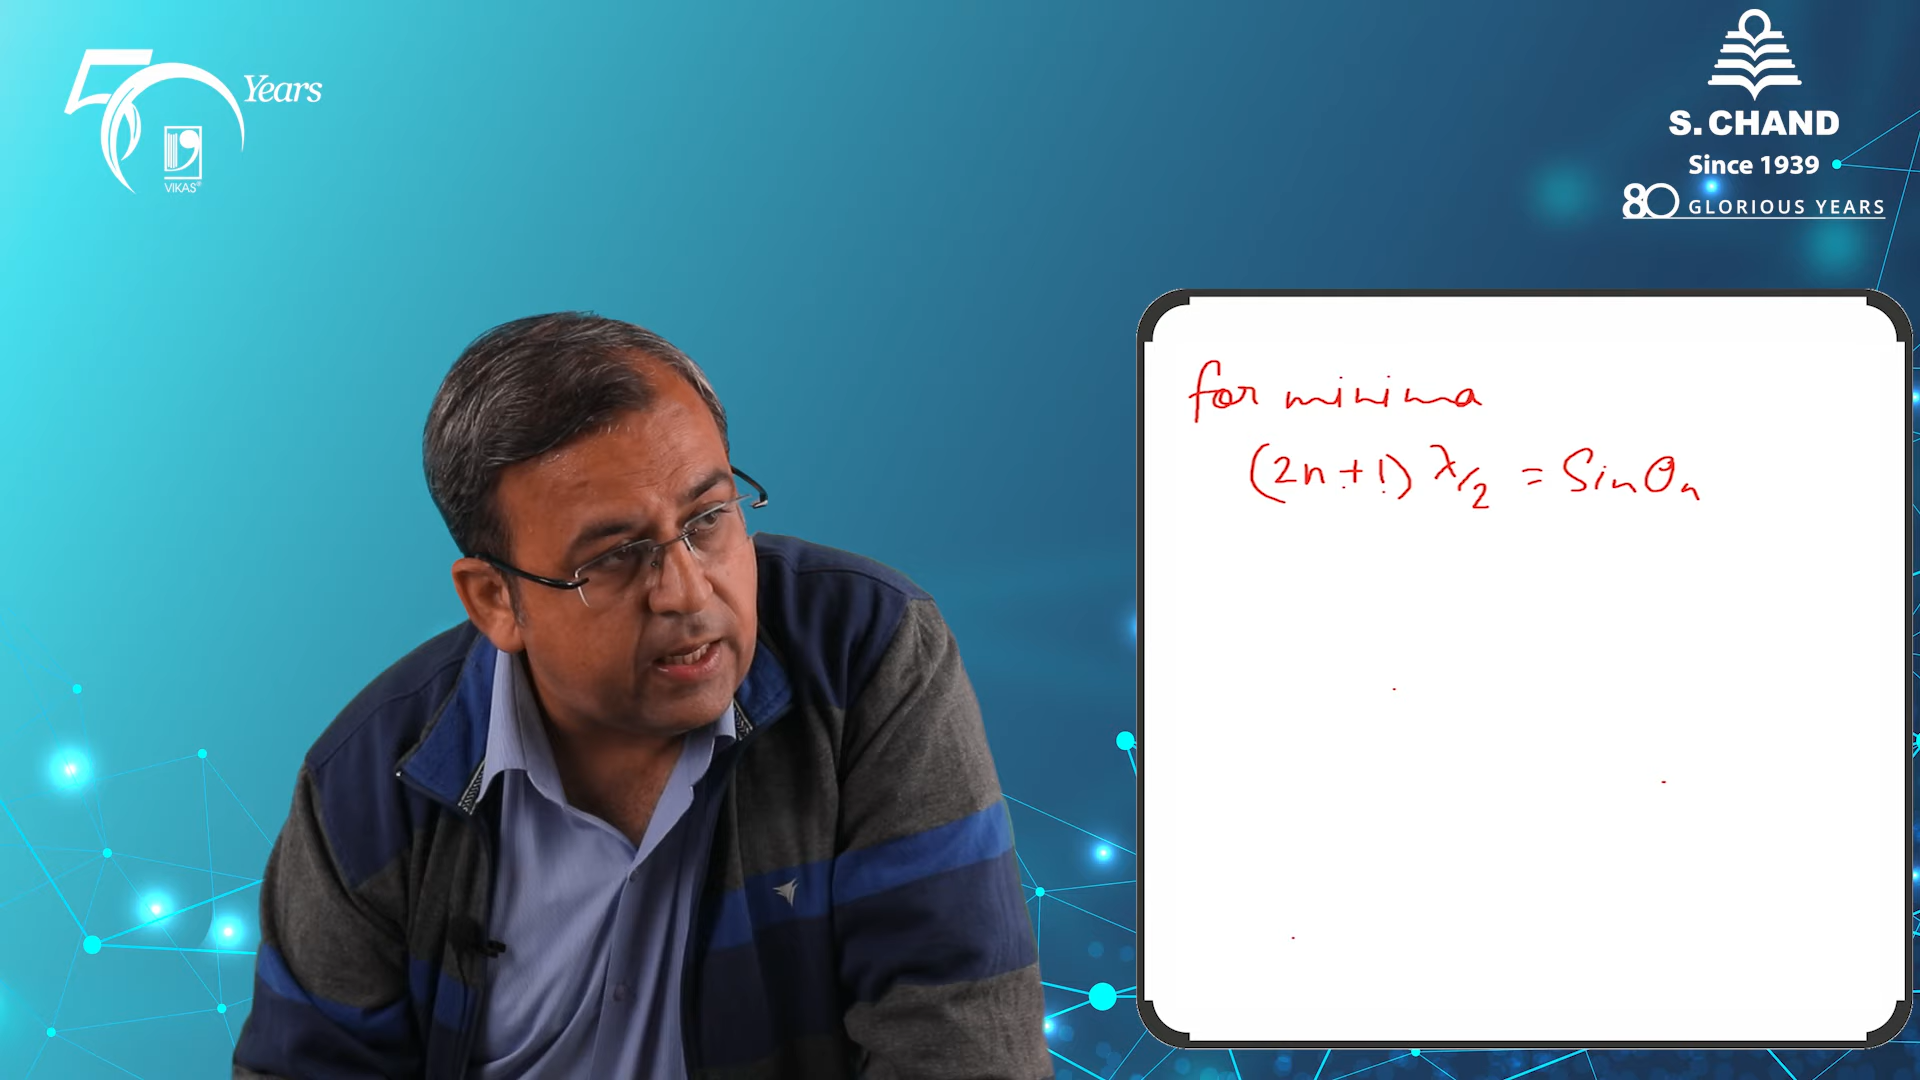 50 Years
VIKAS®
S. CHAND
Since 1939
80 GLORIOUS YEARS
for minima
(2n+1) λ/2 = Sinθn